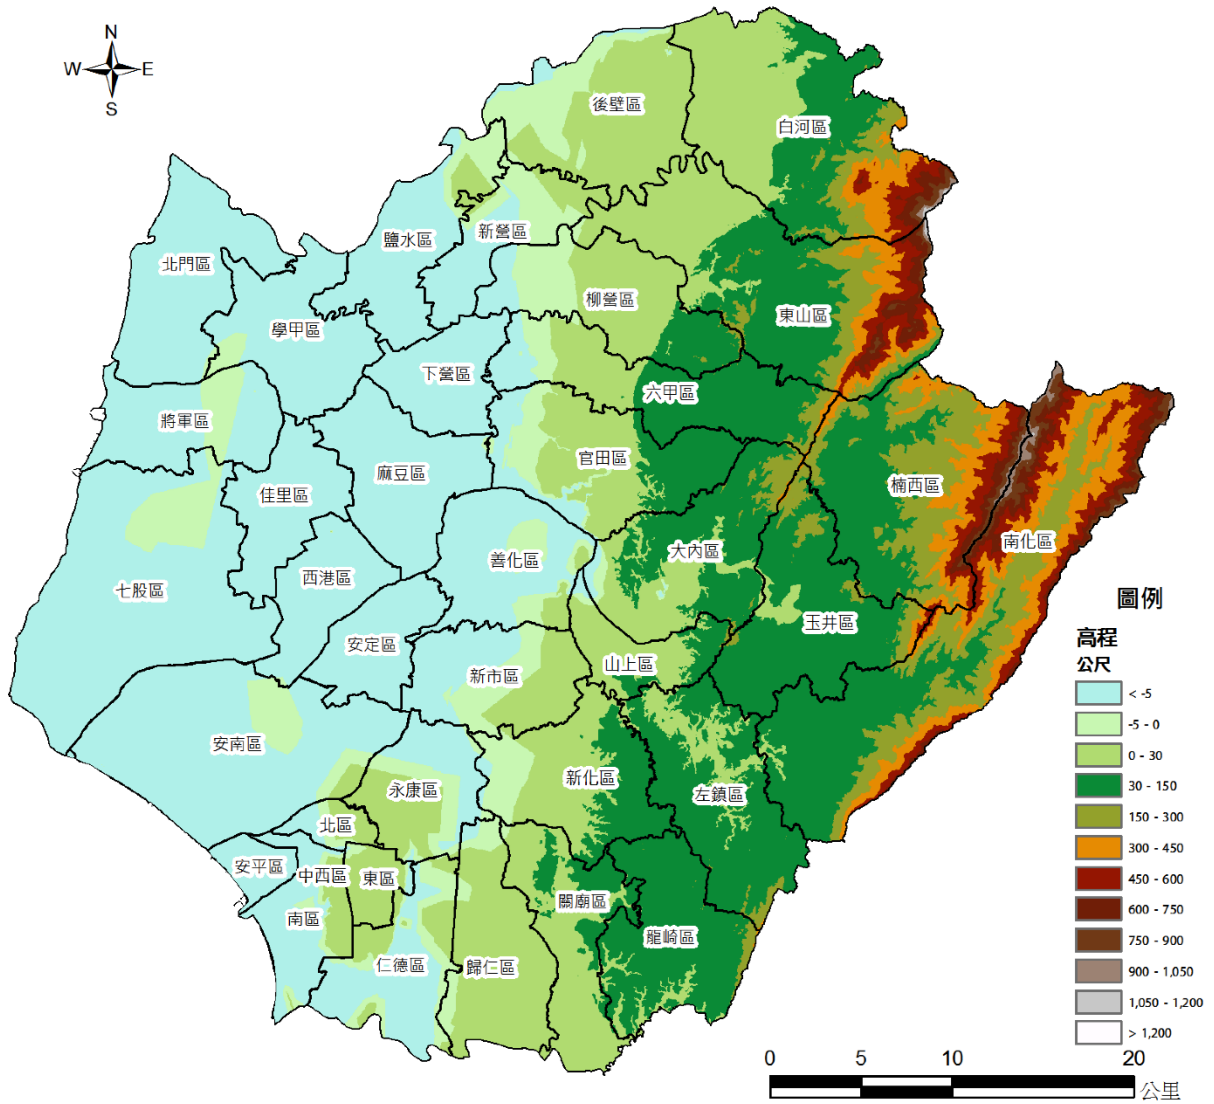 N
W
E
S
後壁區
白河區
鹽水區
新營區
北門區
柳營區
東山區
學甲區
下營區
六甲區
將軍區
官田區
麻豆區
楠西區
佳里區
南化區
大內區
善化區
西港區
七股區
玉井區
安定區
山上區
新市區
安南區
新化區
永康區
左鎮區
北區
安平區
中西區
東區
關廟區
南區
龍崎區
仁德區
歸仁區
圖例
高程
公尺
< -5
-5 - 0
0 - 30
30 - 150
150 - 300
300 - 450
450 - 600
600 - 750
750 - 900
900 - 1,050
1,050 - 1,200
> 1,200
0 5 10 20
公里